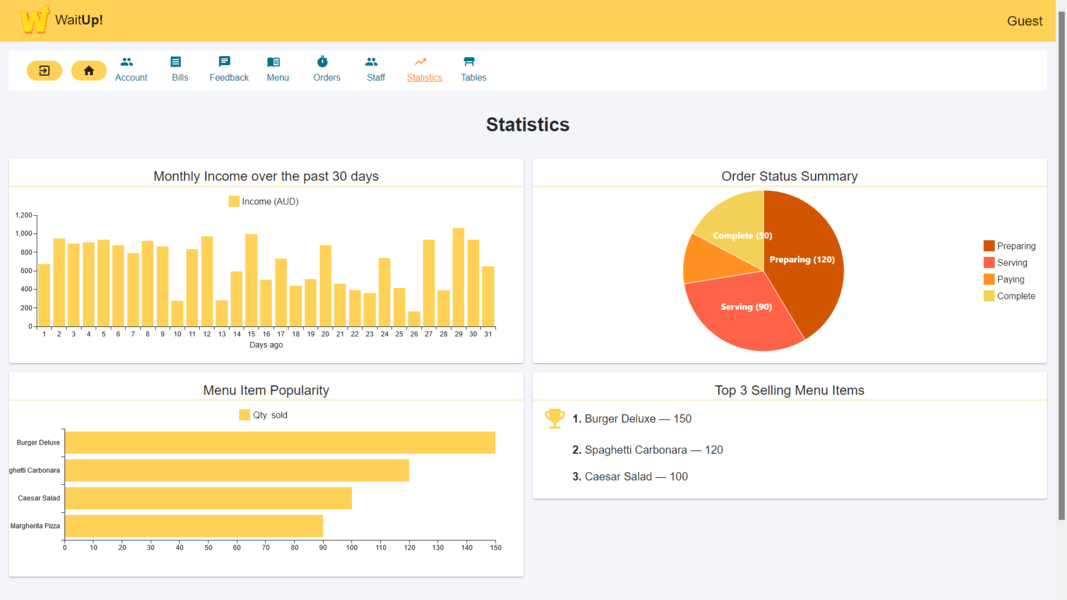 W WaitUp!
Guest
Account Bills Feedback Menu Orders Staff Statistics Tables
Statistics
Monthly Income over the past 30 days
Income (AUD)
1,200
1,000
800
600
400
200
0
1 2 3 4 5 6 7 8 9 10 11 12 13 14 15 16 17 18 19 20 21 22 23 24 25 26 27 28 29 30 31
Days ago
Order Status Summary
Complete (50)
Preparing (120)
Serving (90)
Preparing
Serving
Paying
Complete
Menu Item Popularity
Qty. sold
Burger Deluxe
ghetti Carbonara
Caesar Salad
Margherita Pizza
0 10 20 30 40 50 60 70 80 90 100 110 120 130 140 150
Top 3 Selling Menu Items
1. Burger Deluxe — 150
2. Spaghetti Carbonara — 120
3. Caesar Salad — 100